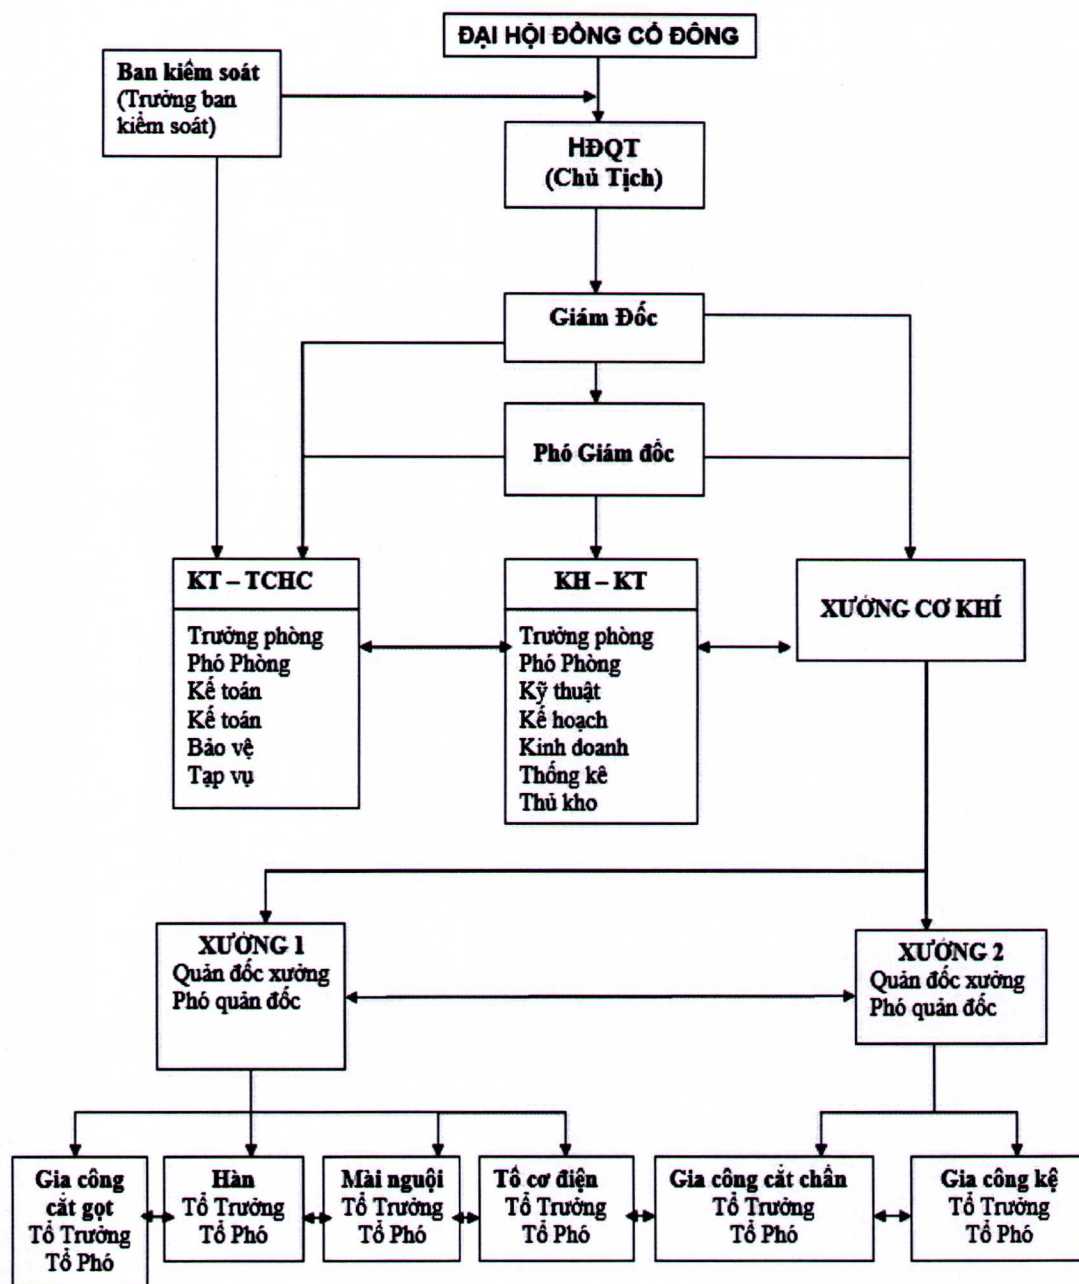 ĐẠI HỘI ĐỒNG CỔ ĐÔNG
Ban kiểm soát
(Trưởng ban
kiểm soát)
HĐQT
(Chủ Tịch)
Giám Đốc
Phó Giám đốc
KT – TCHC
Trưởng phòng
Phó Phòng
Kế toán
Kế toán
Bảo vệ
Tạp vụ
KH – KT
Trưởng phòng
Phó Phòng
Kỹ thuật
Kế hoạch
Kinh doanh
Thống kê
Thủ kho
XƯỞNG CƠ KHÍ
XƯỞNG 1
Quản đốc xưởng
Phó quản đốc
XƯỞNG 2
Quản đốc xưởng
Phó quản đốc
Gia công
cắt gọt
Tổ Trưởng
Tổ Phó
Hàn
Tổ Trưởng
Tổ Phó
Mài nguội
Tổ Trưởng
Tổ Phó
Tổ cơ điện
Tổ Trưởng
Tổ Phó
Gia công cắt chấn
Tổ Trưởng
Tổ Phó
Gia công kệ
Tổ Trưởng
Tổ Phó